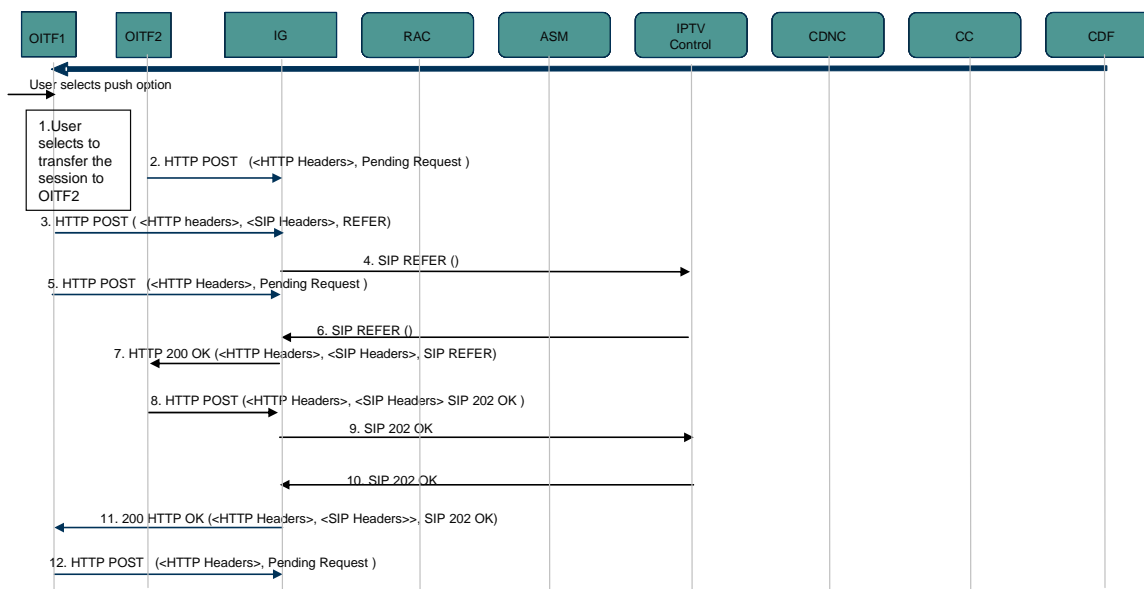 OITF1
OITF2
IG
RAC
ASM
IPTV
Control
CDNC
CC
CDF
User selects push option
1.User
selects to
transfer the
session to
OITF2
2. HTTP POST (<HTTP Headers>, Pending Request )
3. HTTP POST ( <HTTP headers>, <SIP Headers>, REFER)
4. SIP REFER ()
5. HTTP POST (<HTTP Headers>, Pending Request )
6. SIP REFER ()
7. HTTP 200 OK (<HTTP Headers>, <SIP Headers>, SIP REFER)
8. HTTP POST (<HTTP Headers>, <SIP Headers> SIP 202 OK )
9. SIP 202 OK
10. SIP 202 OK
11. 200 HTTP OK (<HTTP Headers>, <SIP Headers>>, SIP 202 OK)
12. HTTP POST (<HTTP Headers>, Pending Request )